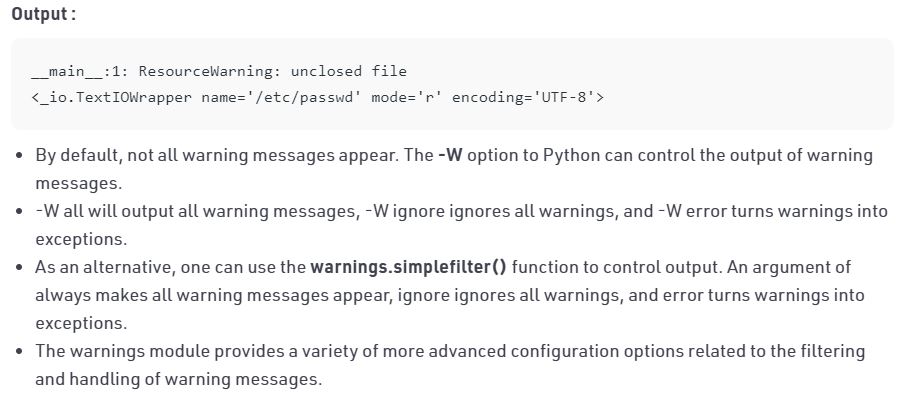 Output :
__main__:1: ResourceWarning: unclosed file
<_io.TextIOWrapper name='/etc/passwd' mode='r' encoding='UTF-8'>
• By default, not all warning messages appear. The -W option to Python can control the output of warning
messages.
• -W all will output all warning messages, -W ignore ignores all warnings, and -W error turns warnings into
exceptions.
• As an alternative, one can use the warnings.simplefilter() function to control output. An argument of
always makes all warning messages appear, ignore ignores all warnings, and error turns warnings into
exceptions.
• The warnings module provides a variety of more advanced configuration options related to the filtering
and handling of warning messages.